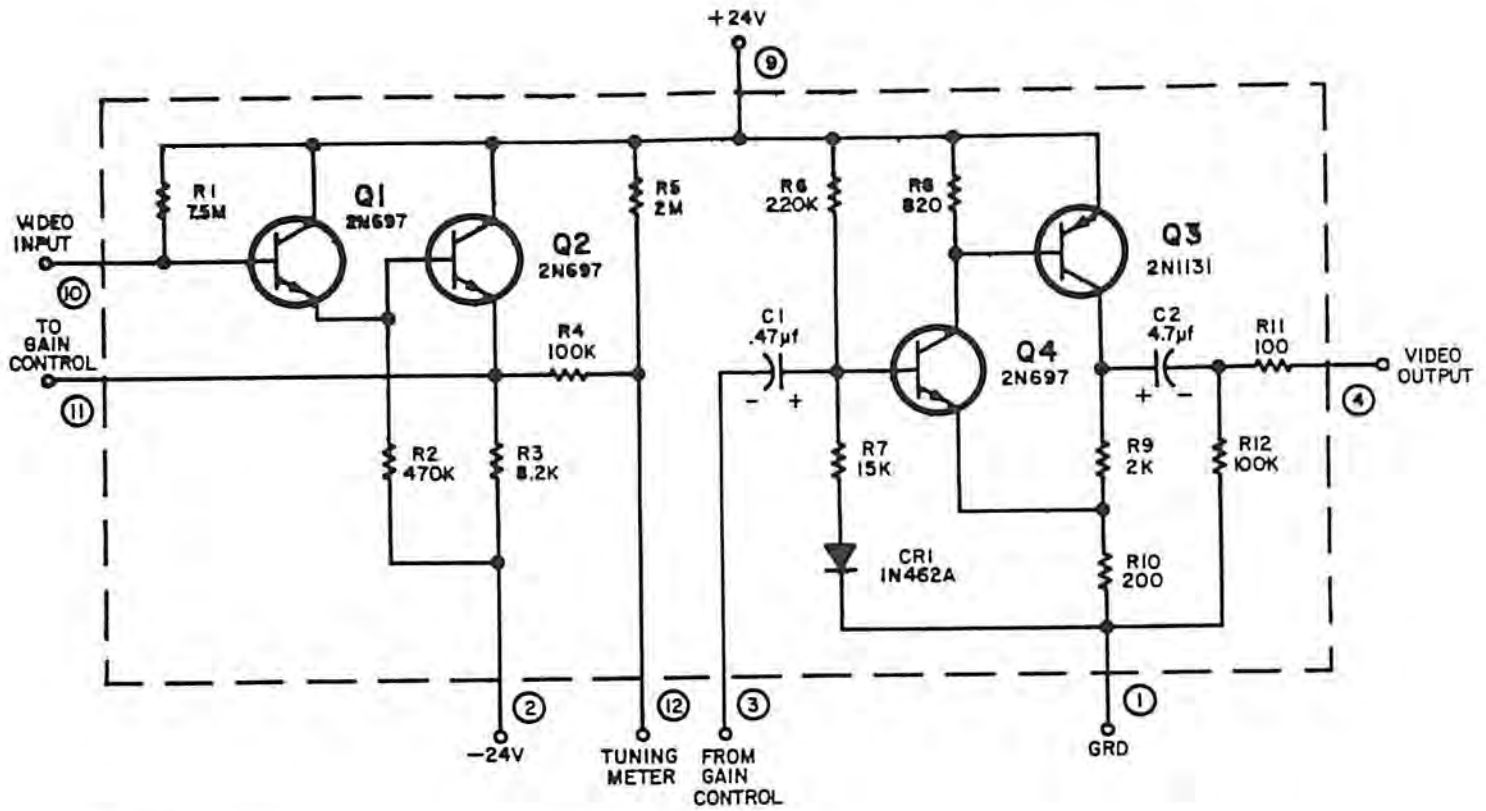 +24V
9
R1
7.5M
Q1
2N697
R5
2M
R6
220K
R8
820
VIDEO
INPUT
Q2
2N697
Q3
2N1131
10
TO
GAIN
CONTROL
R4
100K
C1
.47µf
Q4
2N697
C2
4.7µf
R11
100
VIDEO
OUTPUT
11
- +
+ -
4
R2
470K
R3
8.2K
R7
15K
R9
2K
R12
100K
CR1
1N462A
R10
200
2
12
3
1
-24V
TUNING
METER
FROM
GAIN
CONTROL
GRD